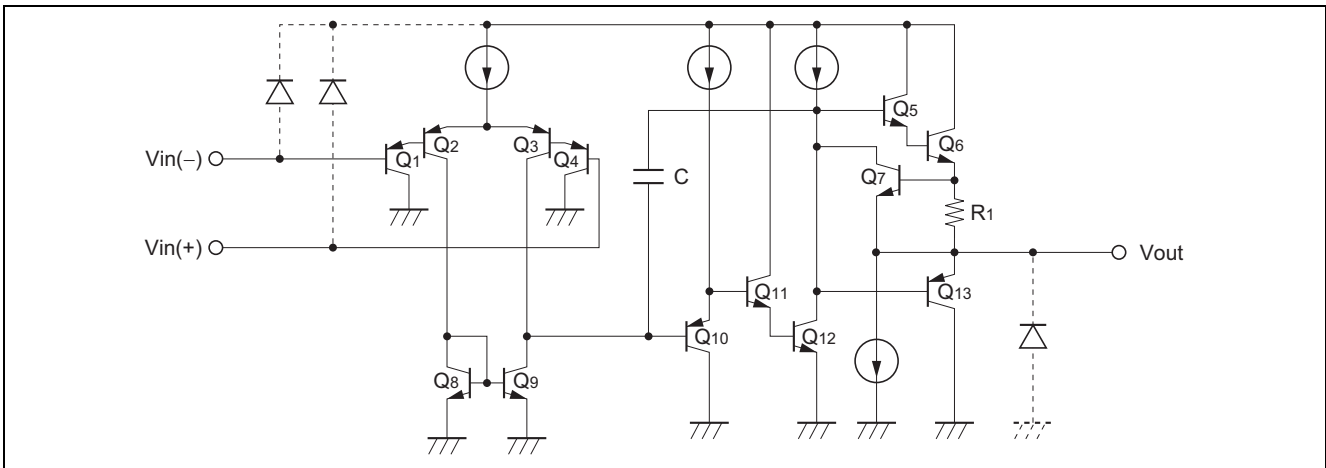 Q5
Q6
Vin(−)
Q1
Q2
Q3
Q4
C
Q7
R1
Vin(+)
Vout
Q11
Q13
Q10
Q12
Q8
Q9